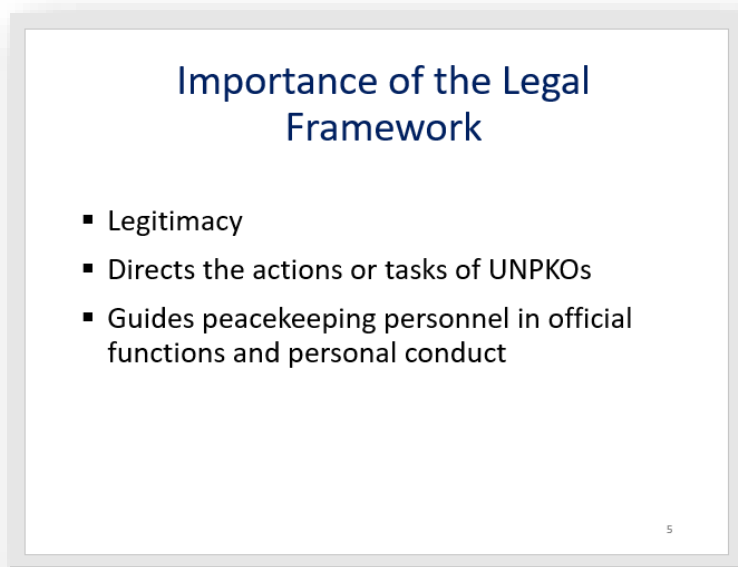 Importance of the Legal
Framework
▪ Legitimacy
▪ Directs the actions or tasks of UNPKOs
▪ Guides peacekeeping personnel in official
functions and personal conduct
5